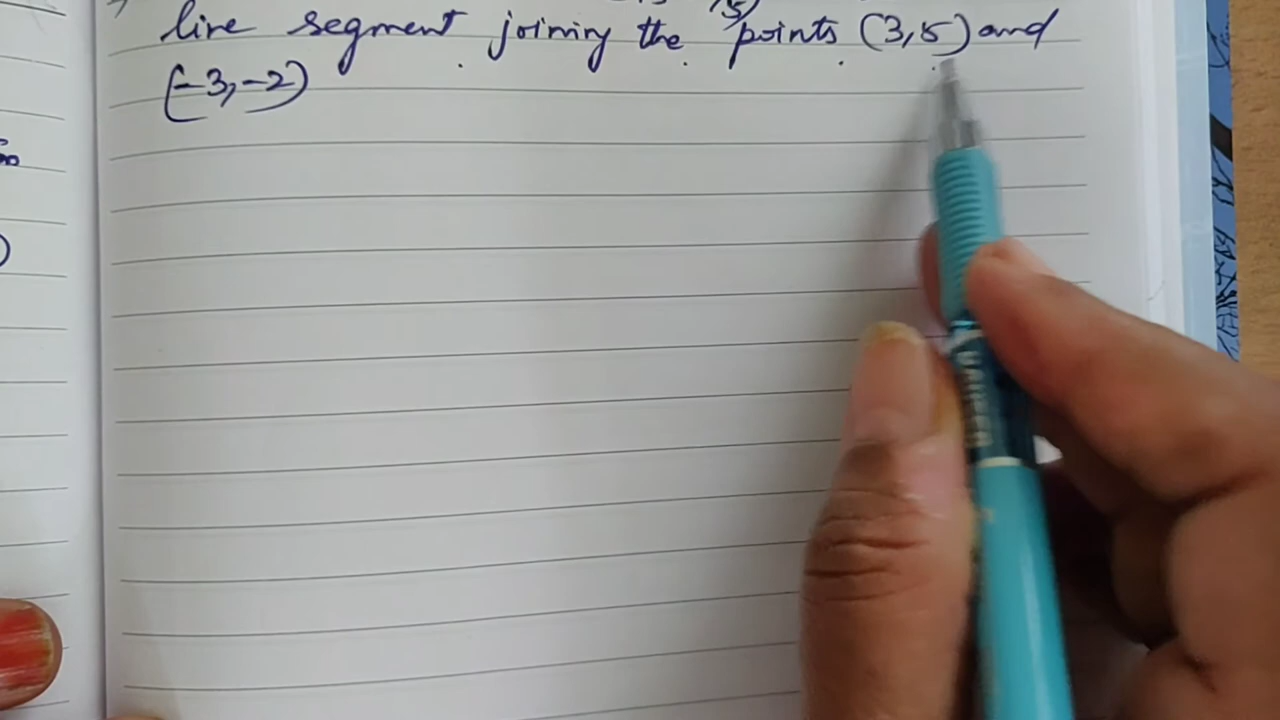 line segment joining the points (3,5) and
(-3,-2)